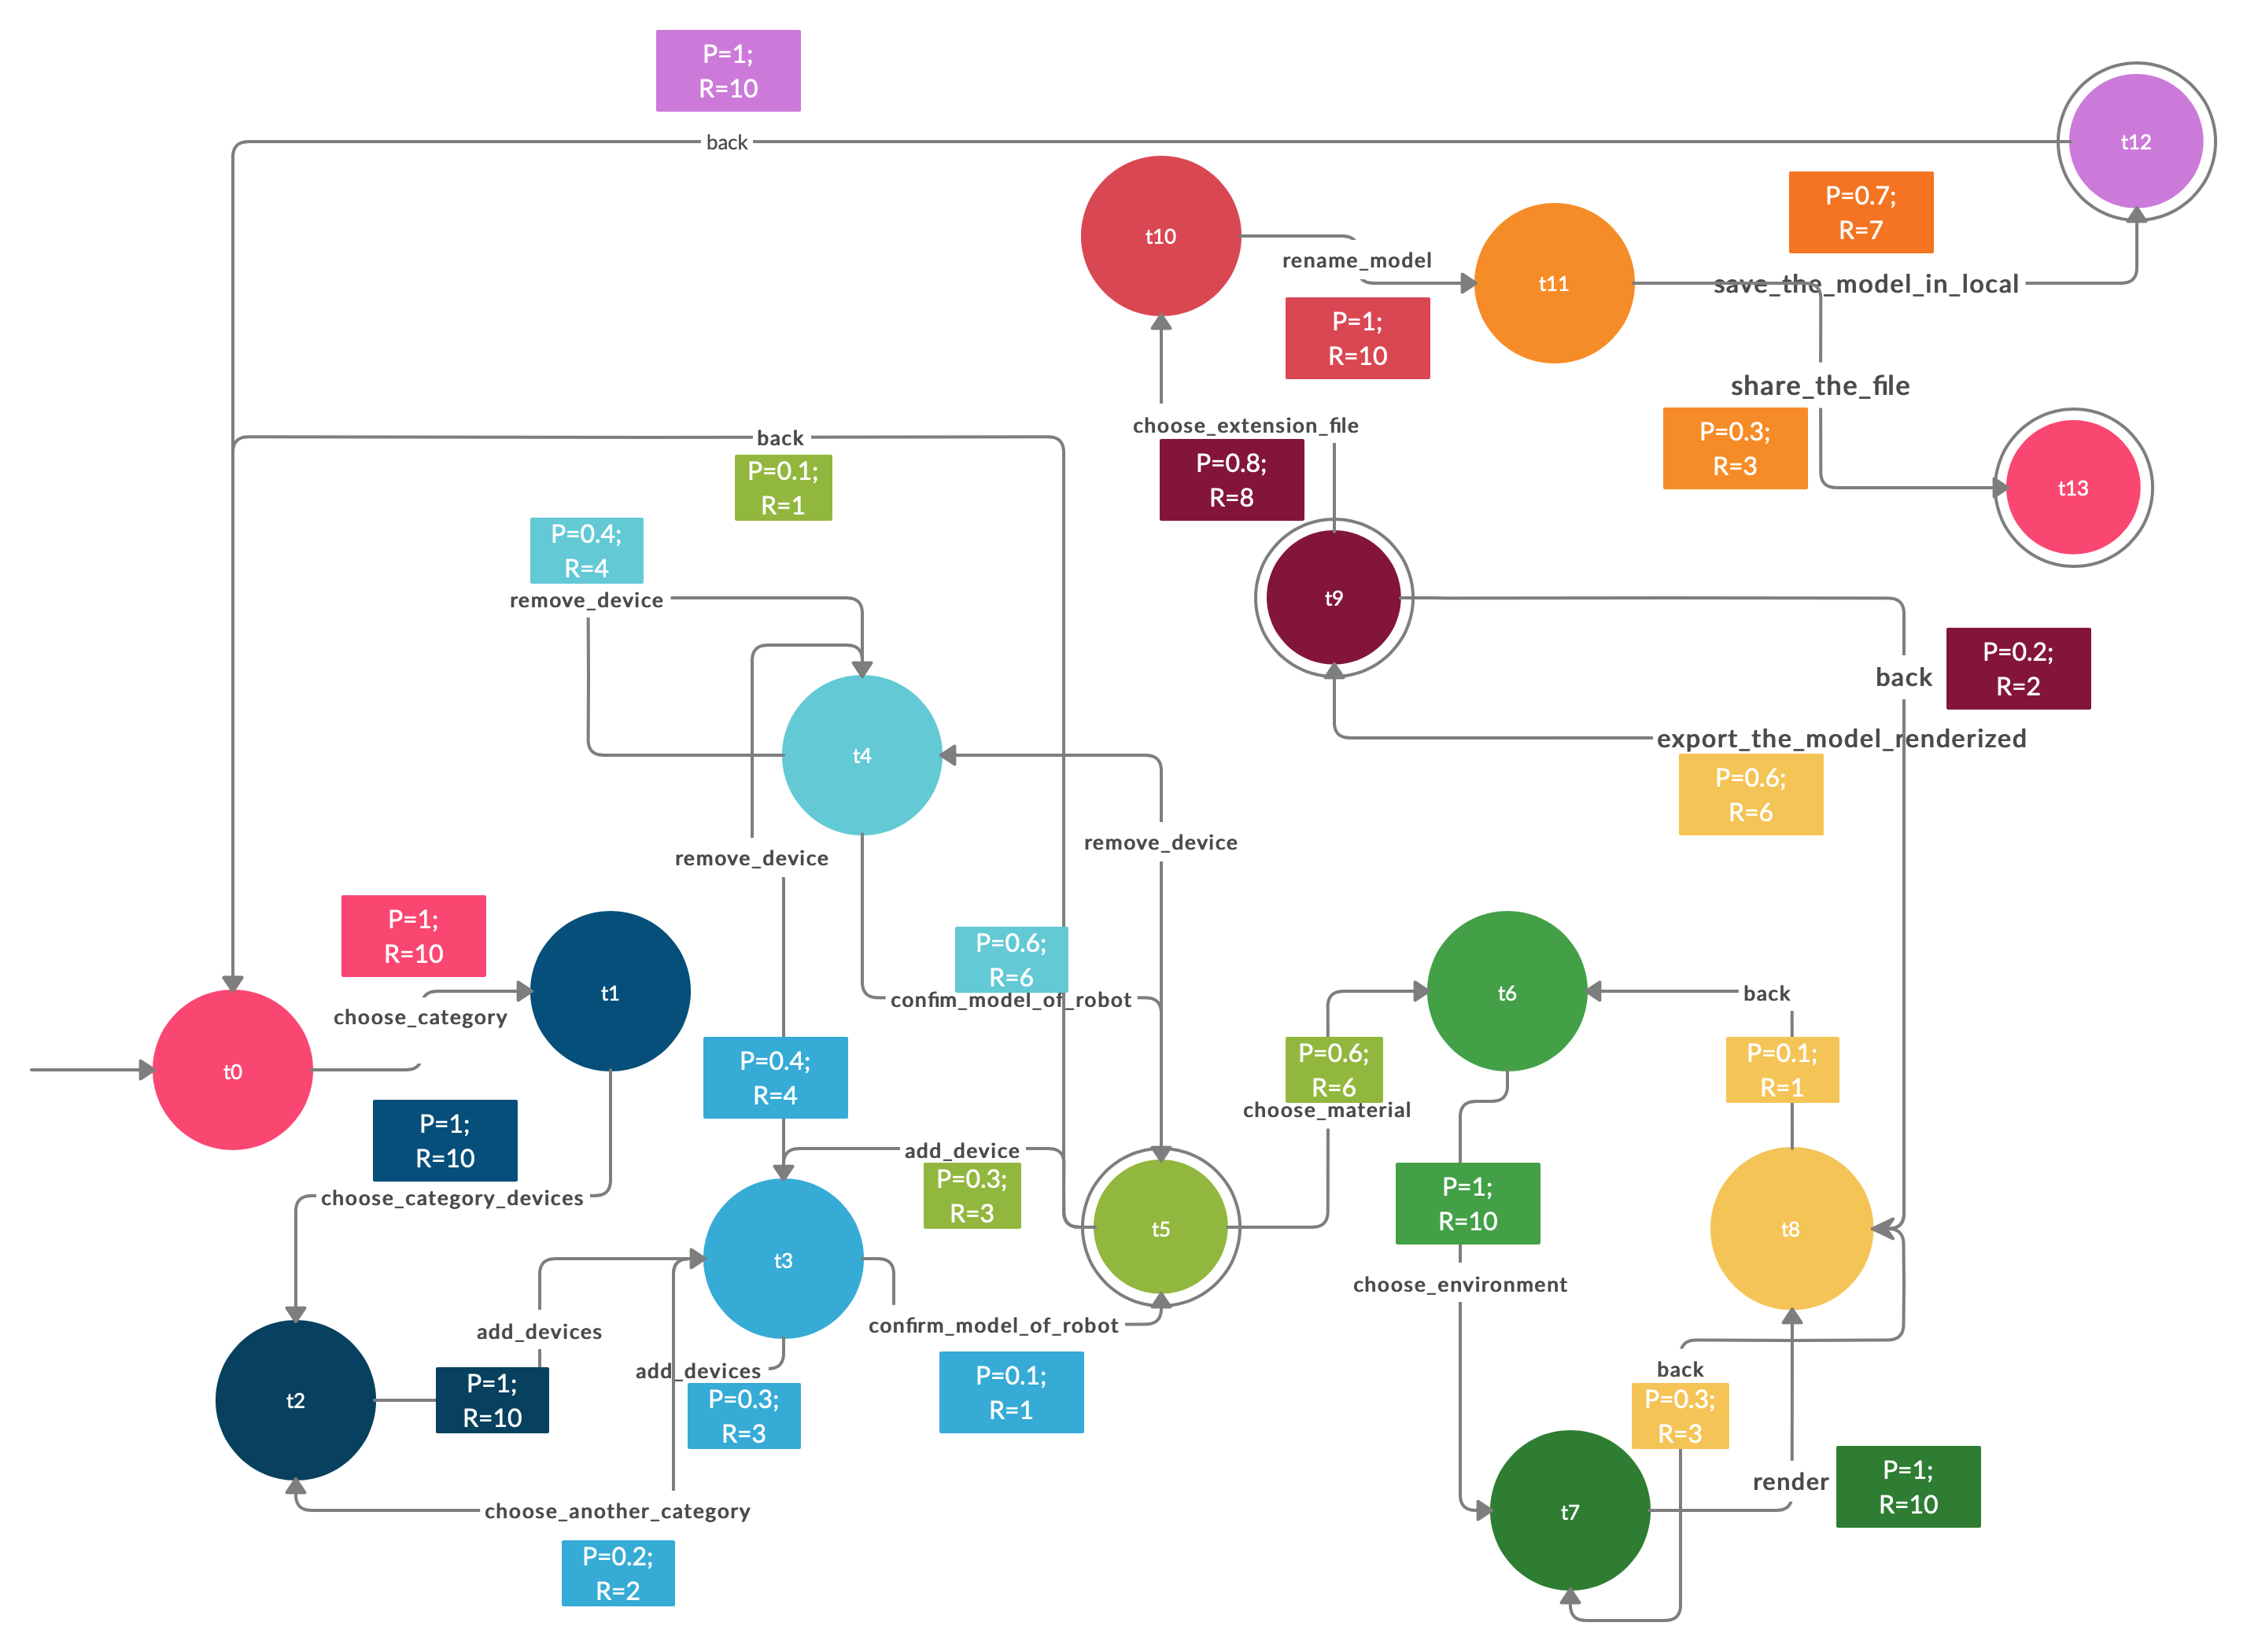 P=1;
R=10
back
t12
P=0.7;
R=7
t10
rename_model
t11
save_the_model_in_local
P=1;
R=10
share_the_file
choose_extension_file
P=0.3;
R=3
back
P=0.8;
R=8
P=0.1;
R=1
t13
P=0.4;
R=4
remove_device
t9
P=0.2;
R=2
back
export_the_model_renderized
t4
P=0.6;
R=6
remove_device
remove_device
P=1;
R=10
P=0.6;
R=6
confim_model_of_robot
choose_category
t1
t6
back
t0
P=0.4;
R=4
P=0.6;
R=6
choose_material
P=0.1;
R=1
P=1;
R=10
choose_category_devices
add_device
P=0.3;
R=3
P=1;
R=10
t5
t8
t3
choose_environment
add_devices
confirm_model_of_robot
add_devices
back
t2
P=1;
R=10
P=0.3;
R=3
P=0.1;
R=1
P=0.3;
R=3
render
P=1;
R=10
choose_another_category
t7
P=0.2;
R=2